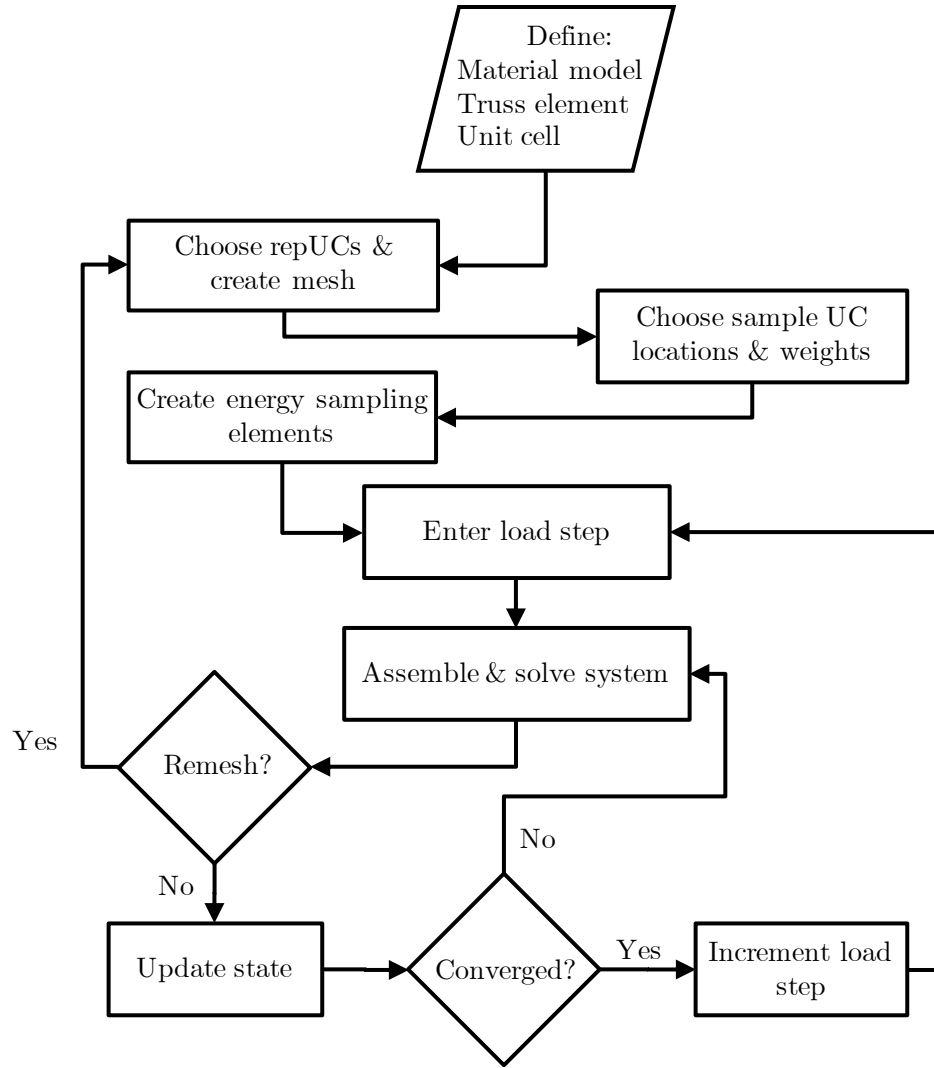 Define:
Material model
Truss element
Unit cell
Choose repUCs &
create mesh
Choose sample UC
locations & weights
Create energy sampling
elements
Enter load step
Assemble & solve system
Yes
Remesh?
No
No
Update state
Converged?
Yes
Increment load
step